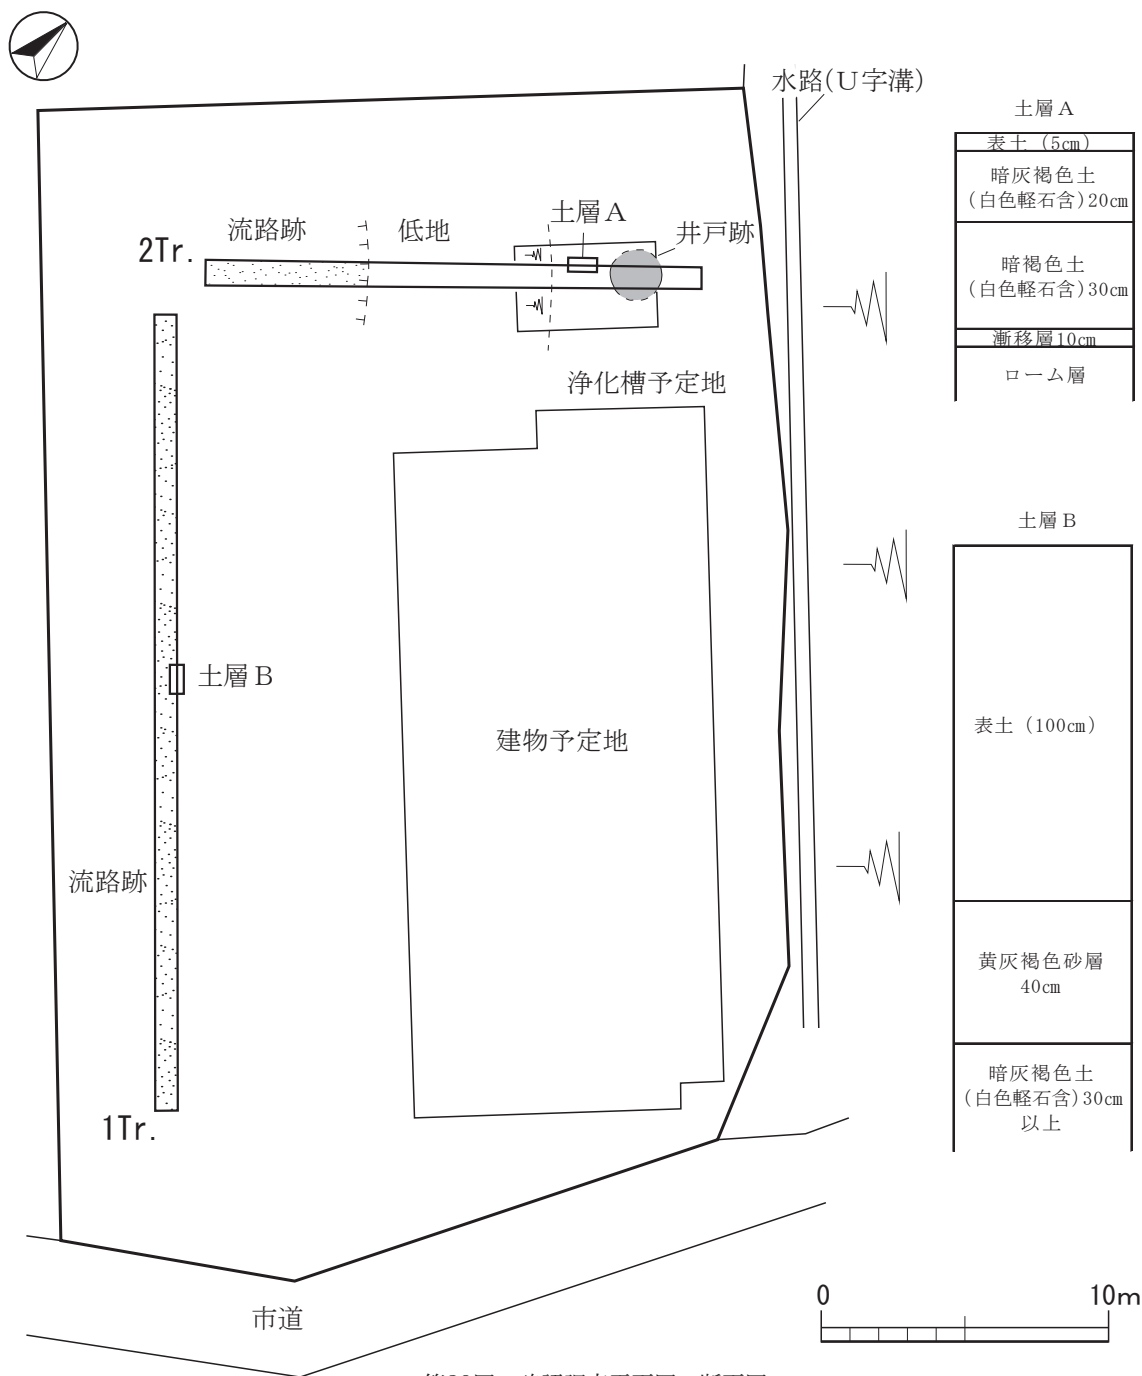 水路(U字溝)
土層A
表土 (5cm)
暗灰褐色土
(白色軽石含)20cm
暗褐色土
(白色軽石含)30cm
漸移層10cm
ローム層
土層A
井戸跡
流路跡
低地
2Tr.
浄化槽予定地
土層B
建物予定地
流路跡
1Tr.
市道
土層B
表土 (100cm)
黄灰褐色砂層
40cm
暗灰褐色土
(白色軽石含)30cm
以上
0
10m